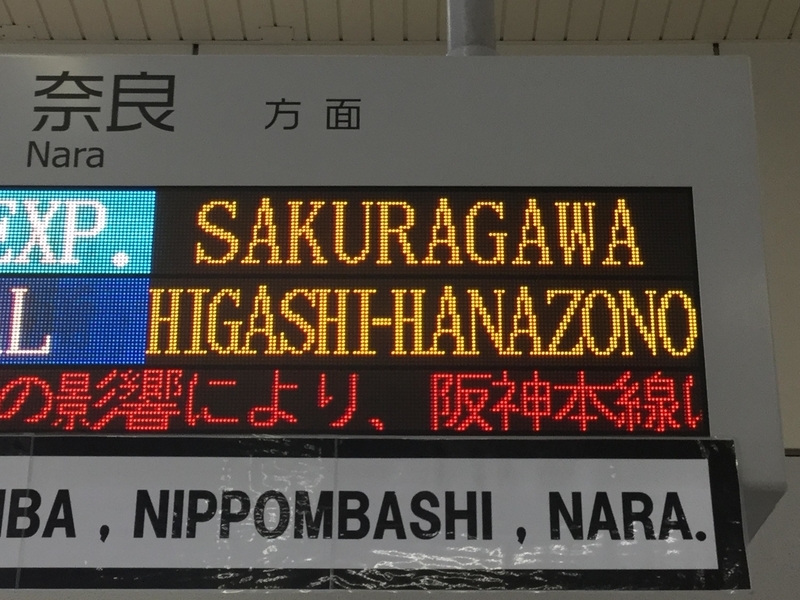 奈良 方面
Nara
EXP. SAKURAGAWA
HIGASHI-HANAZONO
の影響により、 阪神本線
, NIPPOMBASHI , NARA.